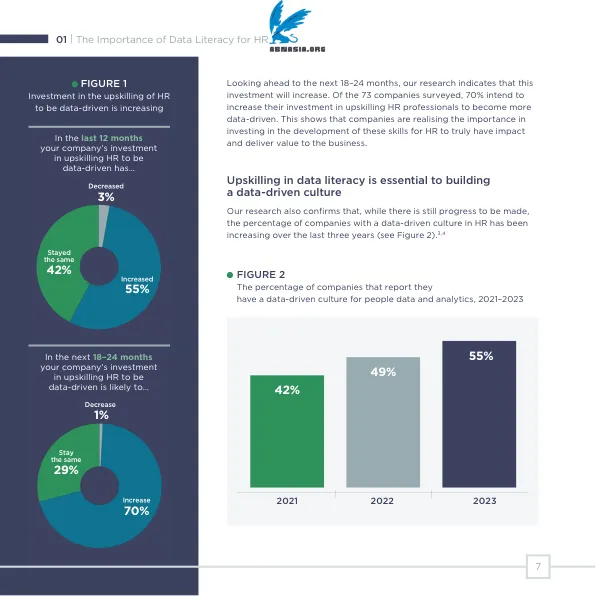 01 | The Importance of Data Literacy for HR
ABNASIA.ORG
FIGURE 1
Investment in the upskilling of HR
to be data-driven is increasing
In the last 12 months
your company's investment
in upskilling HR to be
data-driven has...
Decreased
3%
Stayed
the same
42%
Increased
55%
In the next 18–24 months
your company's investment
in upskilling HR to be
data-driven is likely to...
Decrease
1%
Stay
the same
29%
Increase
70%
Looking ahead to the next 18–24 months, our research indicates that this
investment will increase. Of the 73 companies surveyed, 70% intend to
increase their investment in upskilling HR professionals to become more
data-driven. This shows that companies are realising the importance in
investing in the development of these skills for HR to truly have impact
and deliver value to the business.
Upskilling in data literacy is essential to building
a data-driven culture
Our research also confirms that, while there is still progress to be made,
the percentage of companies with a data-driven culture in HR has been
increasing over the last three years (see Figure 2).³,⁴
FIGURE 2
The percentage of companies that report they
have a data-driven culture for people data and analytics, 2021–2023
42%
49%
55%
2021
2022
2023
7